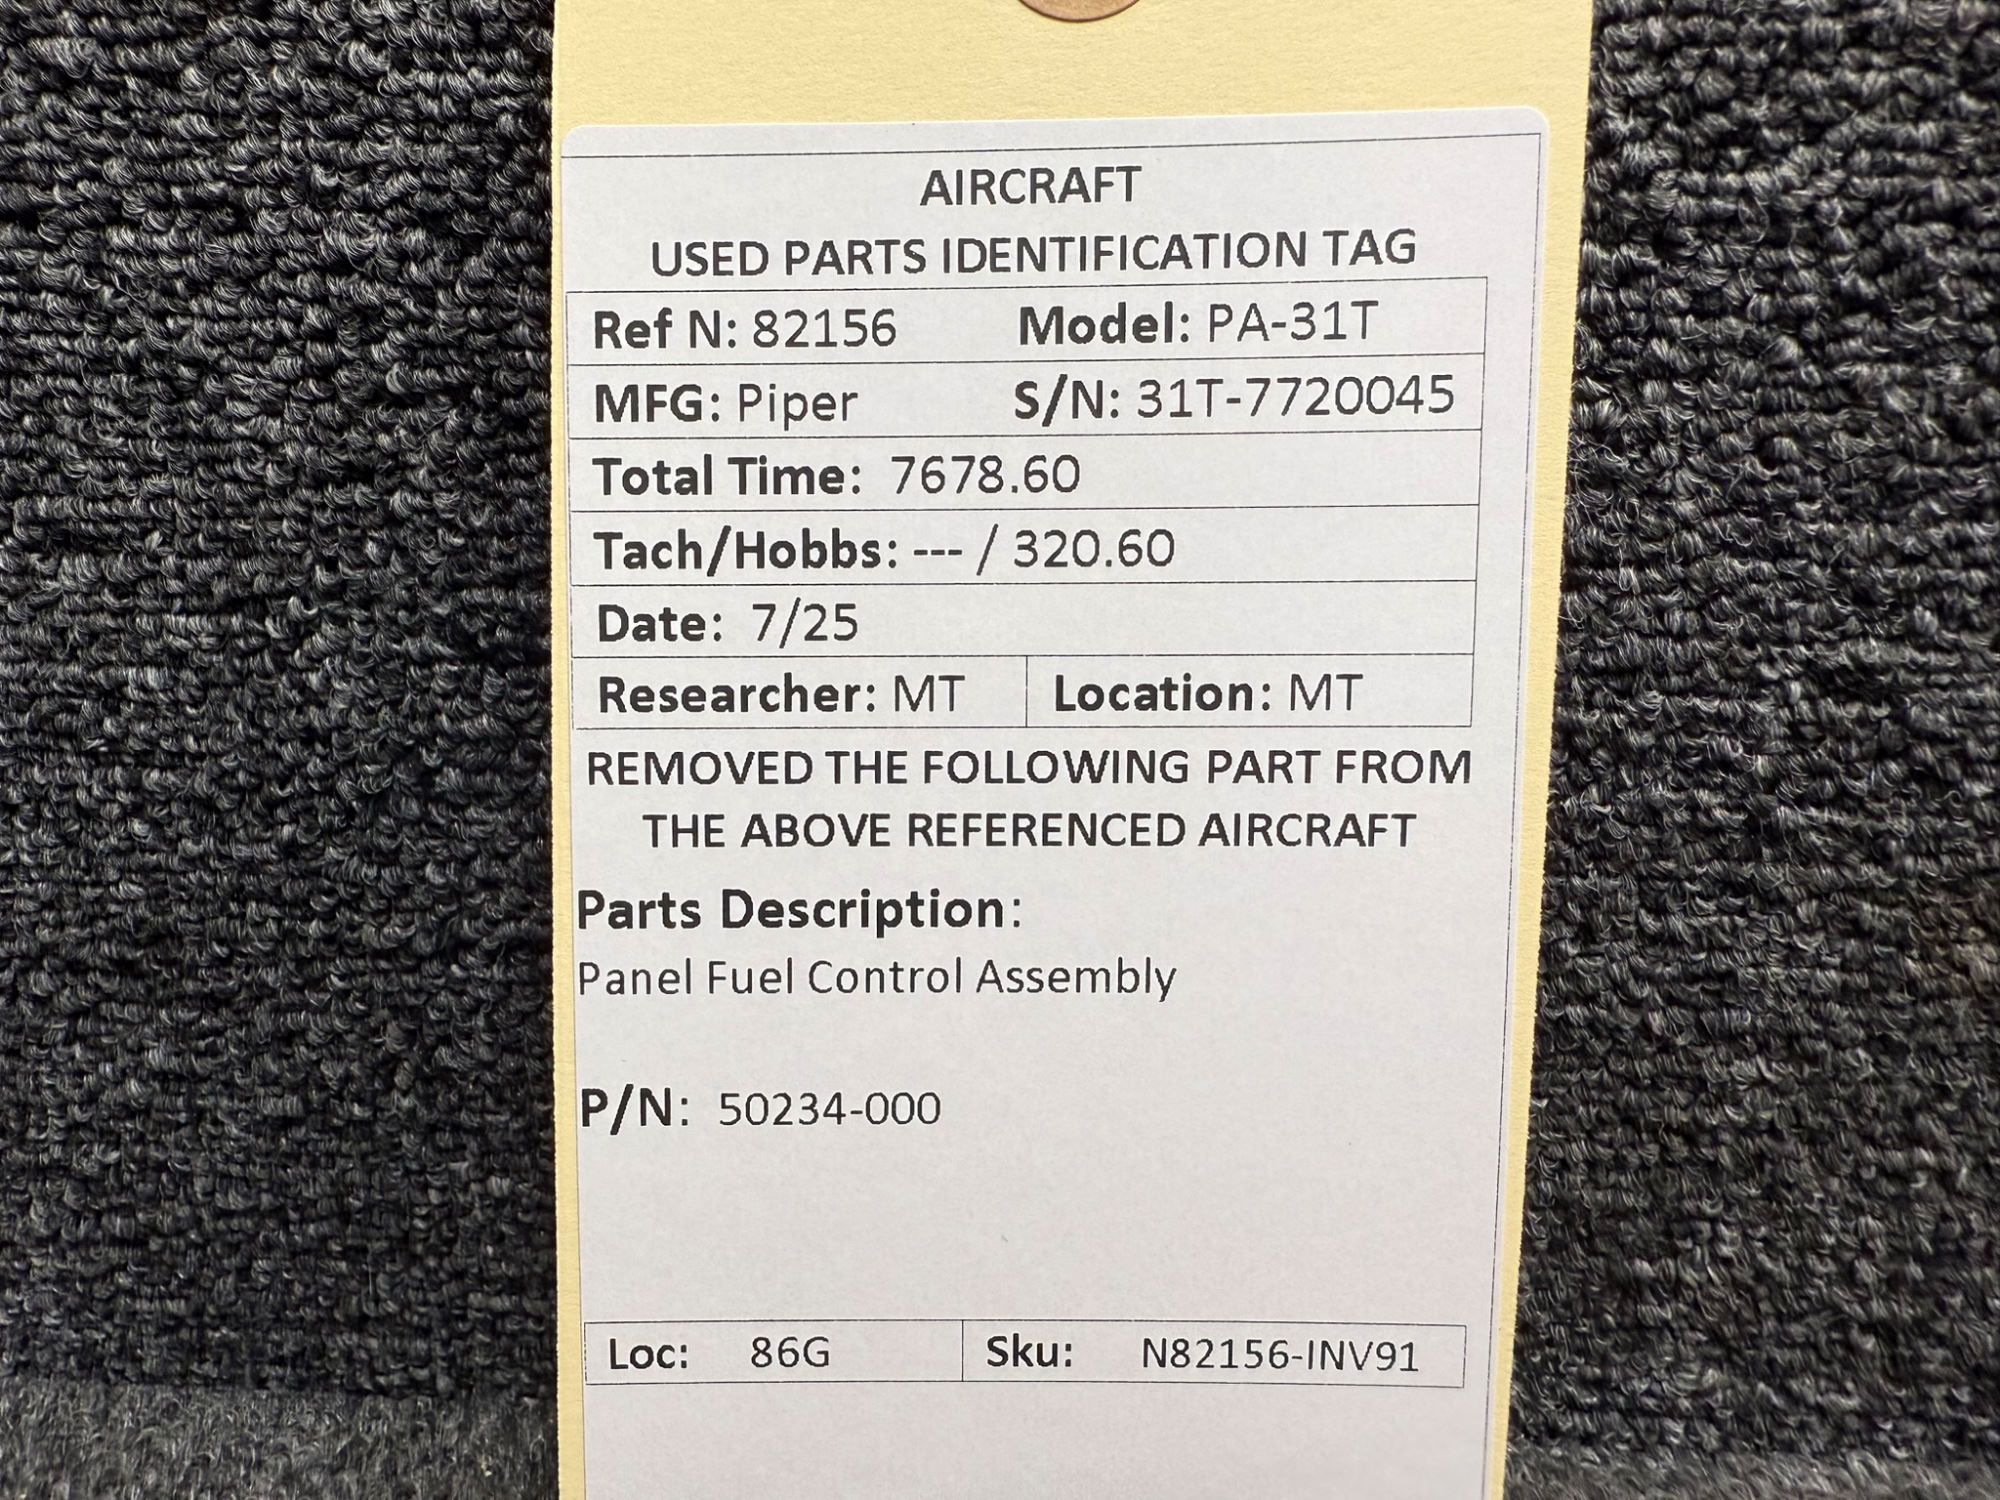 AIRCRAFT
USED PARTS IDENTIFICATION TAG
Ref N: 82156 Model: PA-31T
MFG: Piper S/N: 31T-7720045
Total Time: 7678.60
Tach/Hobbs: --- / 320.60
Date: 7/25
Researcher: MT Location: MT
REMOVED THE FOLLOWING PART FROM
THE ABOVE REFERENCED AIRCRAFT
Parts Description:
Panel Fuel Control Assembly
P/N: 50234-000
Loc: 86G Sku: N82156-INV91